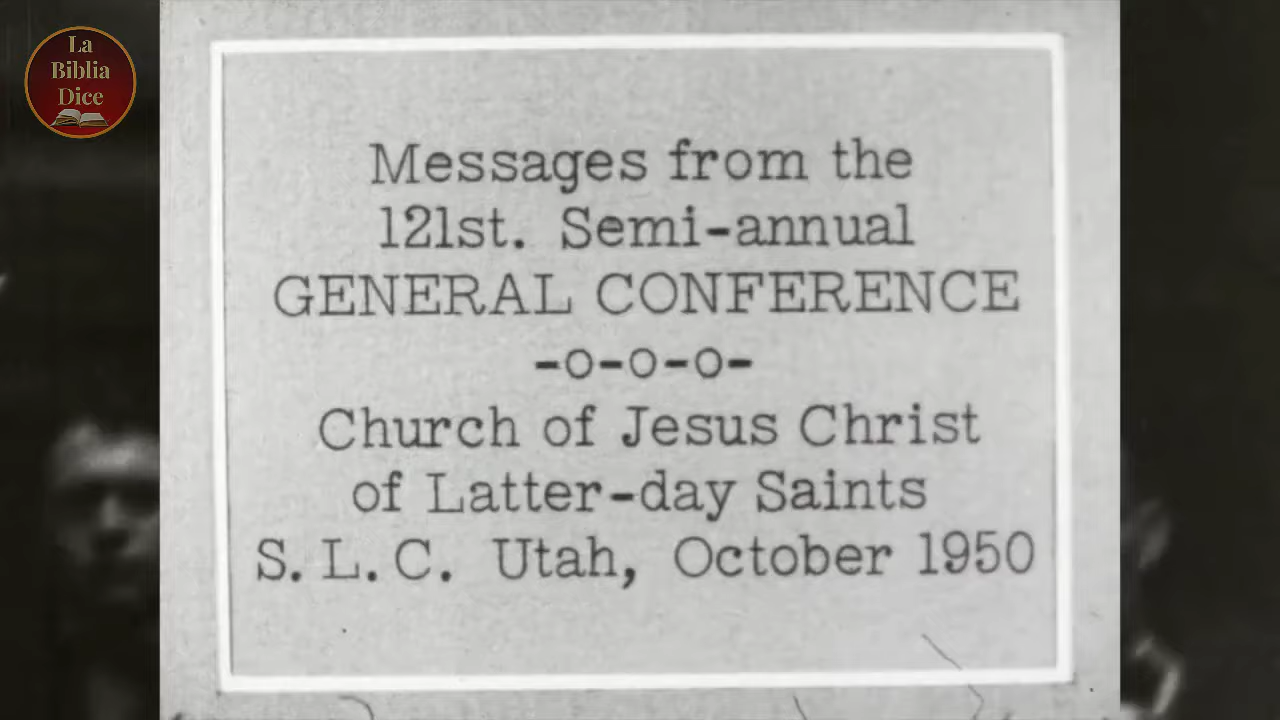 La
Biblia
Dice
Messages from the
121st. Semi-annual
GENERAL CONFERENCE
-o-o-o-
Church of Jesus Christ
of Latter-day Saints
S.L.C. Utah, October 1950